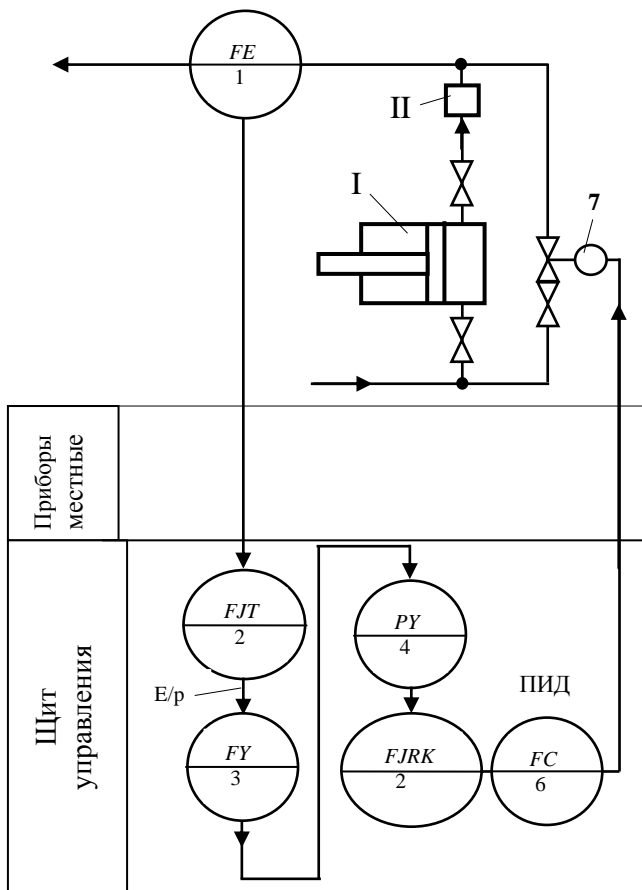 FE
1
II
I
7
Приборы
местные
Щит
управления
FJT
2
E/p
FY
3
PY
4
ПИД
FJRK
2
FC
6